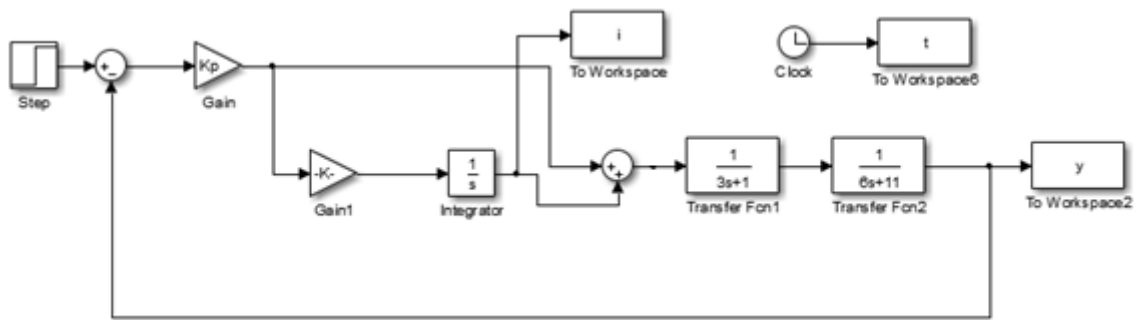 i
To Workspace
t
Clock
To Workspace6
Step
+
−
Kp
Gain
-K-
Gain1
1
s
Integrator
+
+
1
3s+1
Transfer Fcn1
1
6s+11
Transfer Fcn2
y
To Workspace2